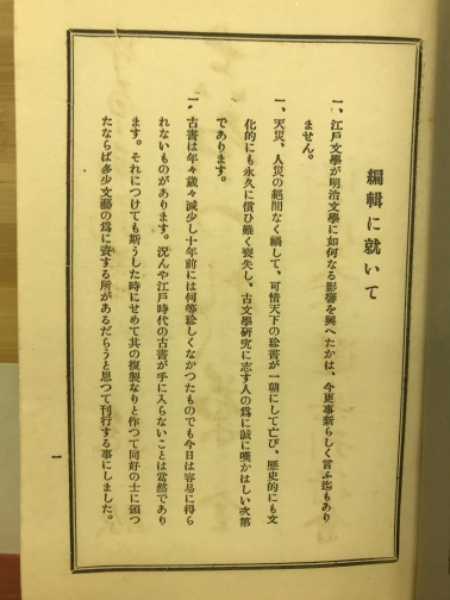 編輯に就いて
一、江戶文學が明治文學に如何なる影響を與へたかは、今更事新らしく言ふ迄もあり
ません。
一、天災、人災の絕間なく續して、可惜天下の珍書が一朝にして亡び、歷史的にも文
化的にも永久に償ひ難く喪失し、古文學硏究に志す人の爲に誠に嘆かはしい次第
であります。
一、古書は年々歲々減少し十年前には何等珍しくなかつたものでも今日は容易に得ら
れないものがあります。況んや江戶時代の古書が手に入らないことは當然であり
ます。それにつけても斯うした時にせめて其の複製なりと作つて同好の士に頒つ
たならば多少文藝の爲に資する所があるだらうと思つて刊行する事にしました。
一